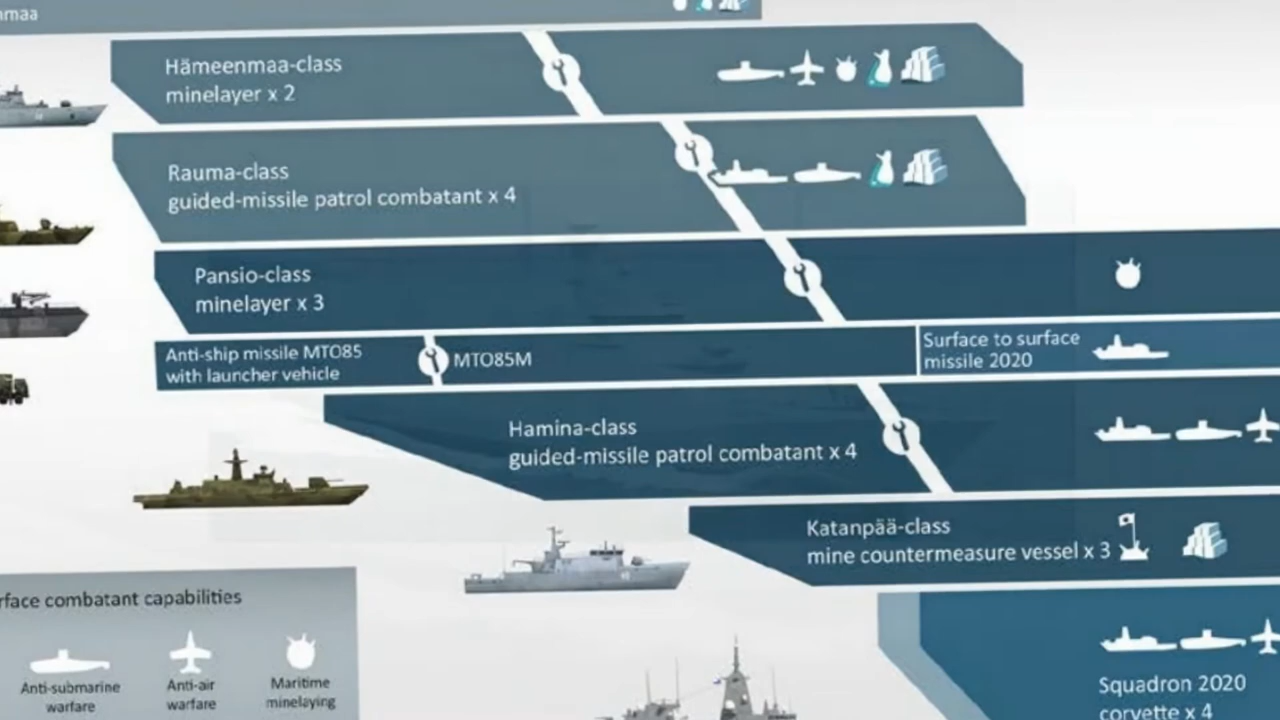 Hämeenmaa-class
minelayer x 2
Rauma-class
guided-missile patrol combatant x 4
Pansio-class
minelayer x 3
Anti-ship missile MTO85
with launcher vehicle
MTO85M
Surface to surface
missile 2020
Hamina-class
guided-missile patrol combatant x 4
Katanpää-class
mine countermeasure vessel x 3
combatant capabilities
Anti-submarine
warfare
Anti-air
warfare
Maritime
minelaying
Squadron 2020
corvette x 4